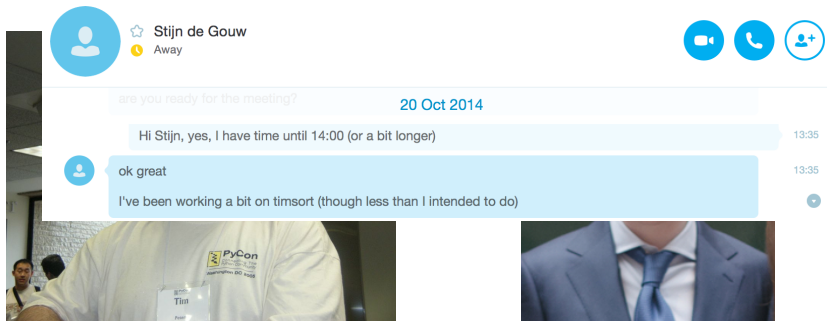 Stijn de Gouw
Away
are you ready for the meeting?
20 Oct 2014
Hi Stijn, yes, I have time until 14:00 (or a bit longer)
13:35
ok great
13:35
I've been working a bit on timsort (though less than I intended to do)
PyCon
Tim